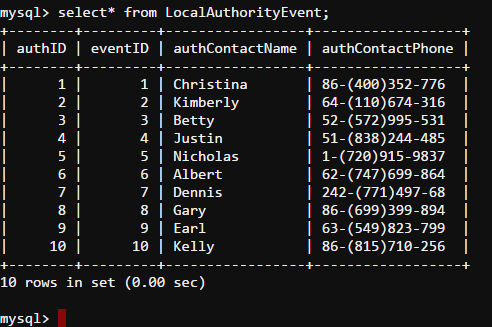 mysql> select* from LocalAuthorityEvent;
+--------+---------+-----------------+------------------+
| authID | eventID | authContactName | authContactPhone |
+--------+---------+-----------------+------------------+
|      1 |       1 | Christina       | 86-(400)352-776  |
|      2 |       2 | Kimberly        | 64-(110)674-316  |
|      3 |       3 | Betty           | 52-(572)995-531  |
|      4 |       4 | Justin          | 51-(838)244-485  |
|      5 |       5 | Nicholas        | 1-(720)915-9837  |
|      6 |       6 | Albert          | 62-(747)699-864  |
|      7 |       7 | Dennis          | 242-(771)497-68  |
|      8 |       8 | Gary            | 86-(699)399-894  |
|      9 |       9 | Earl            | 63-(549)823-799  |
|     10 |      10 | Kelly           | 86-(815)710-256  |
+--------+---------+-----------------+------------------+
10 rows in set (0.00 sec)
mysql>